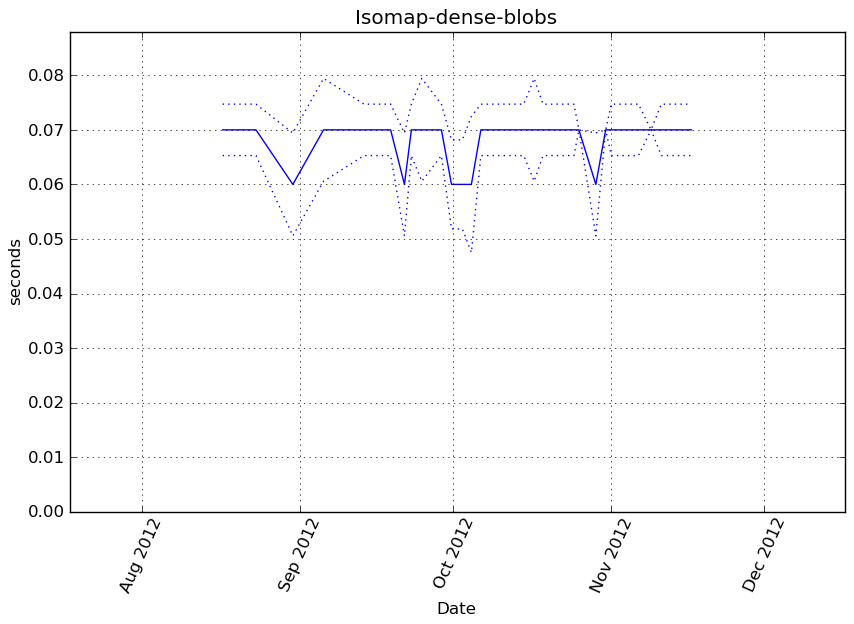 Isomap-dense-blobs
0.08
0.07
0.06
0.05
0.04
0.03
0.02
0.01
0.00
seconds
Aug 2012
Sep 2012
Oct 2012
Nov 2012
Dec 2012
Date